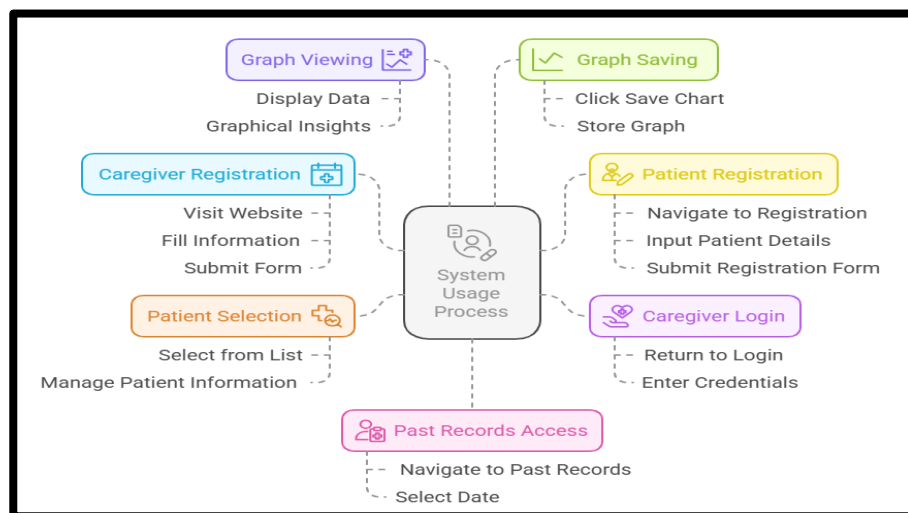 Graph Viewing
Display Data
Graphical Insights
Graph Saving
Click Save Chart
Store Graph
Caregiver Registration
Visit Website
Fill Information
Submit Form
Patient Registration
Navigate to Registration
Input Patient Details
Submit Registration Form
System
Usage
Process
Patient Selection
Select from List
Manage Patient Information
Caregiver Login
Return to Login
Enter Credentials
Past Records Access
Navigate to Past Records
Select Date